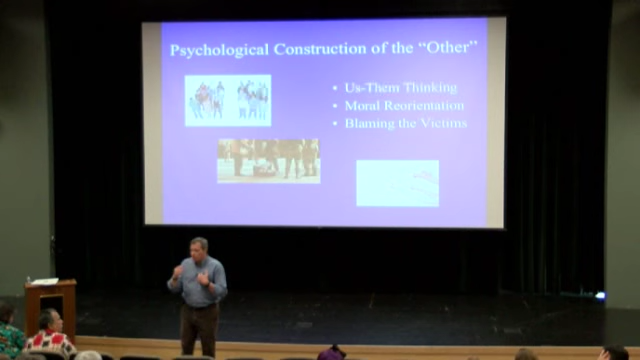 Psychological Construction of the “Other”
• Us-Them Thinking
• Moral Reorientation
• Blaming the Victims